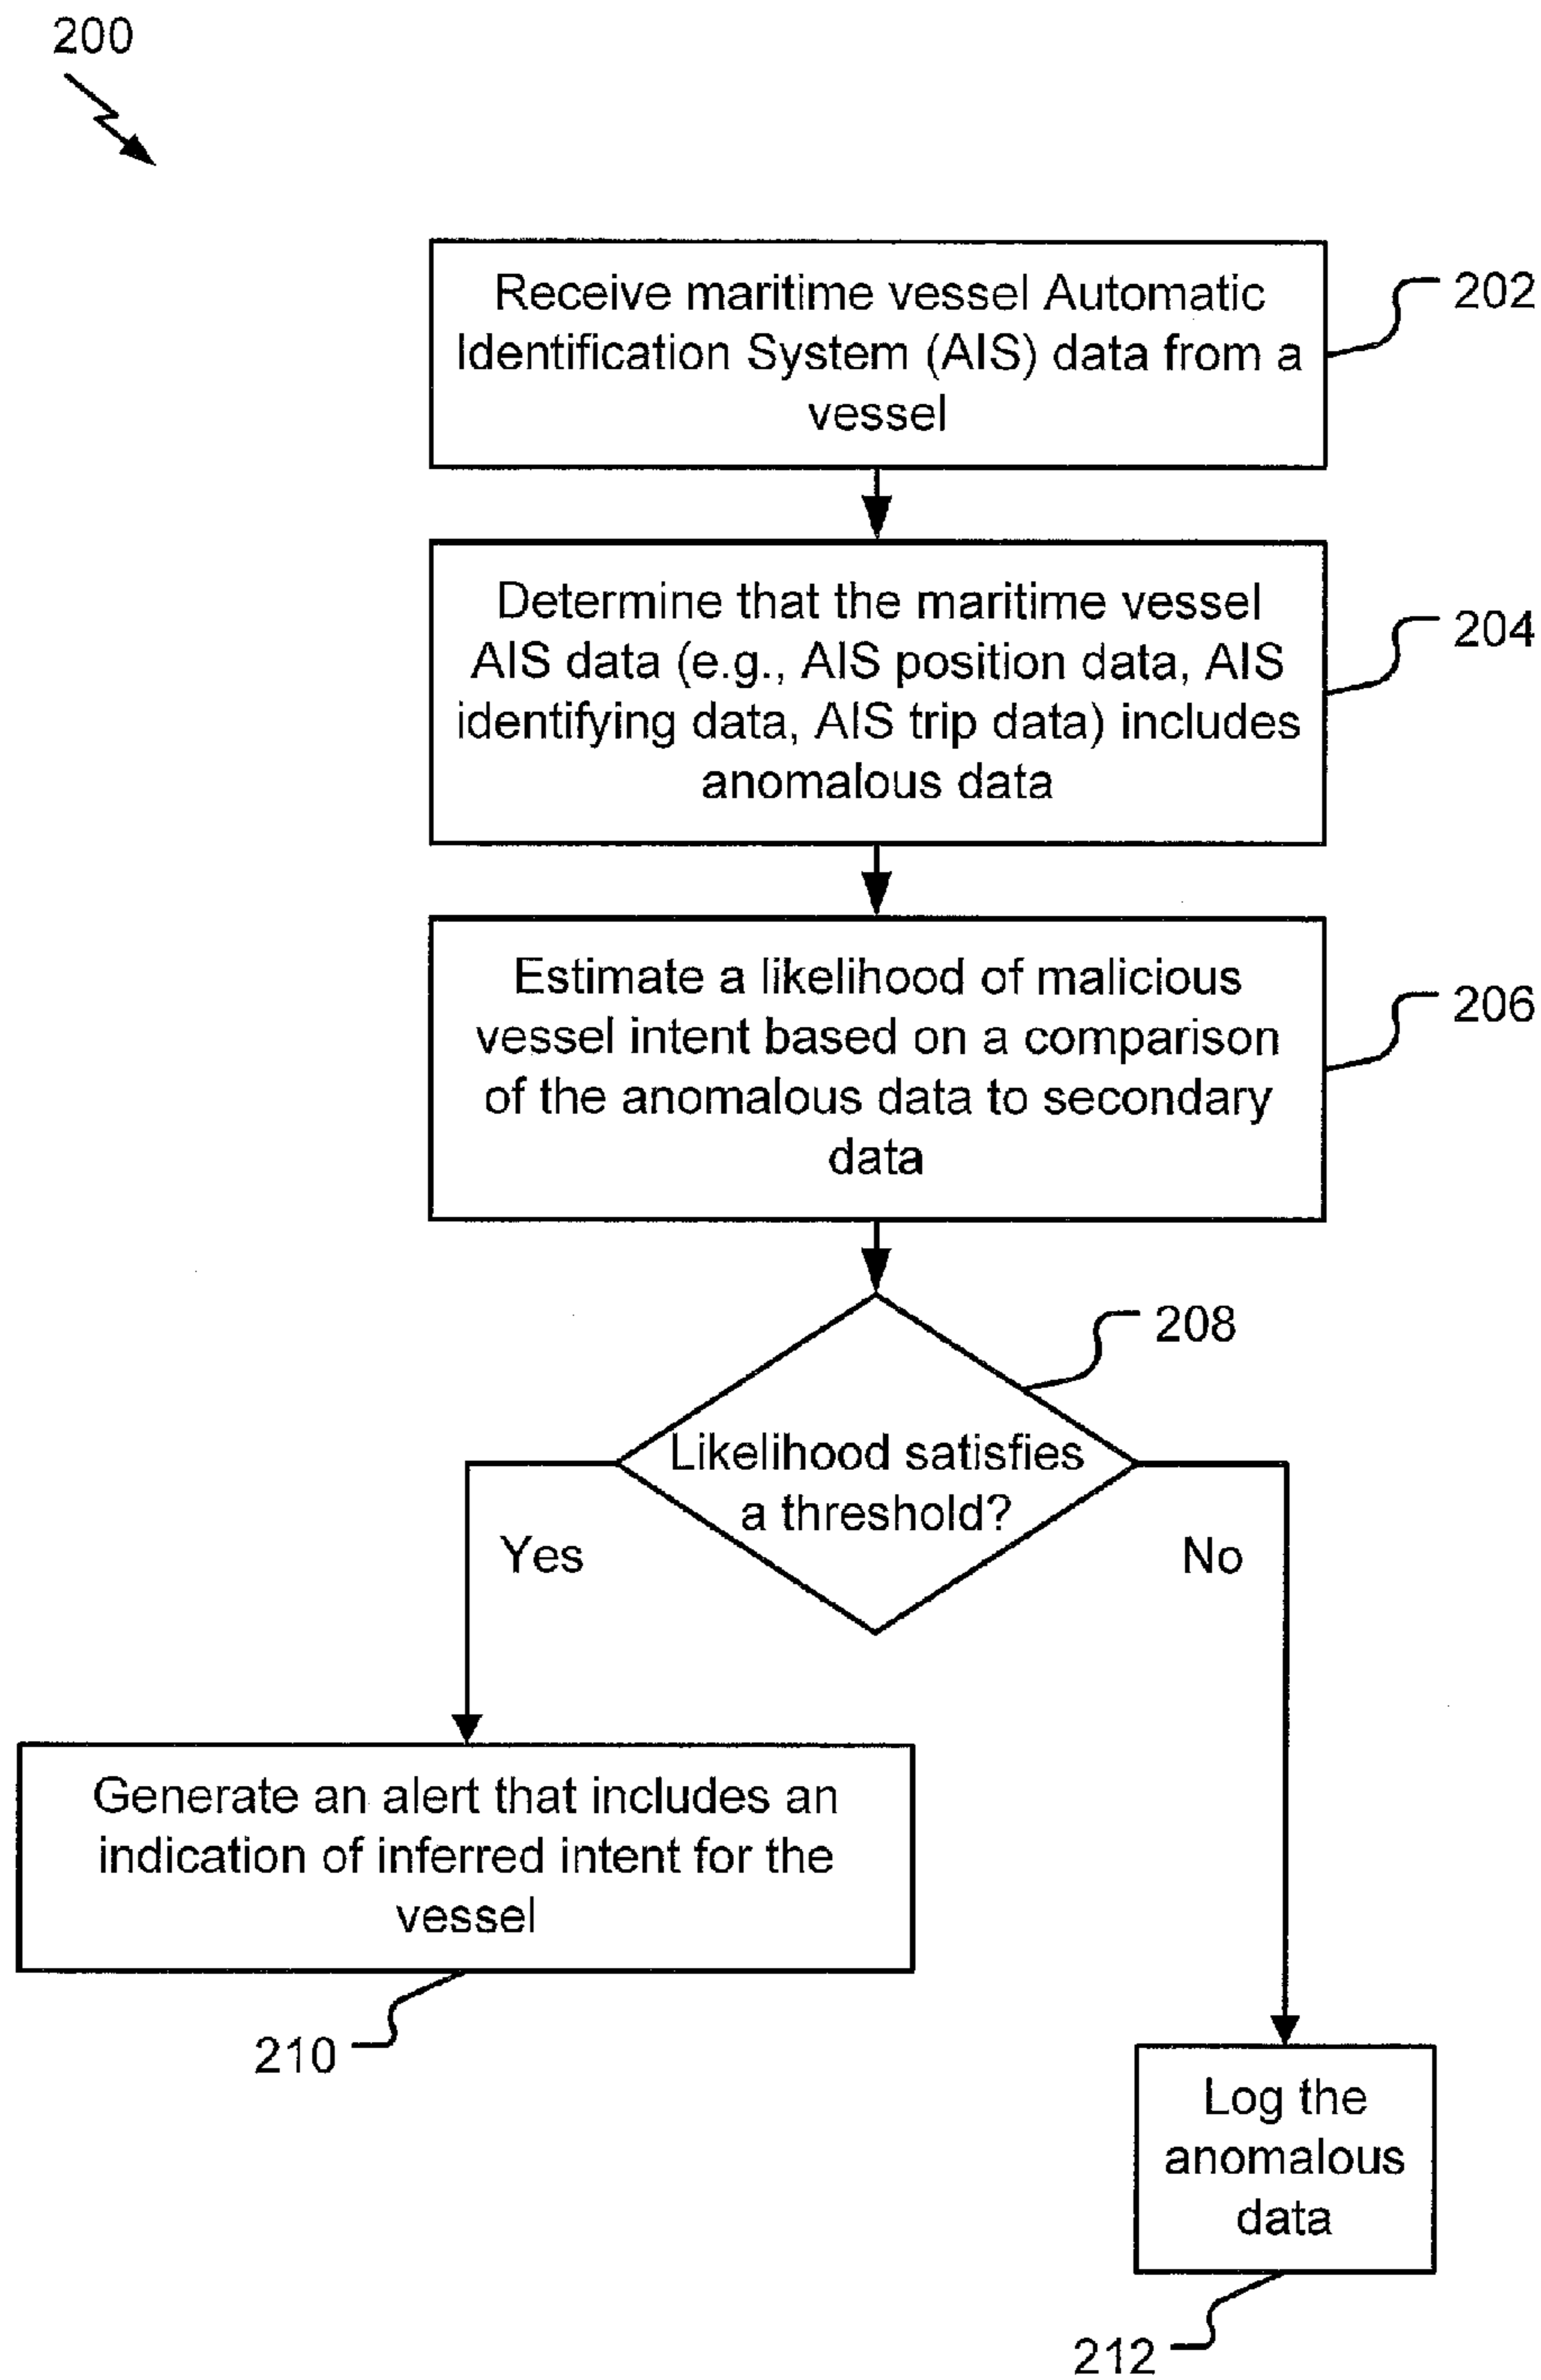 200
Receive maritime vessel Automatic
Identification System (AIS) data from a
vessel
202
Determine that the maritime vessel
AIS data (e.g., AIS position data, AIS
identifying data, AIS trip data) includes
anomalous data
204
Estimate a likelihood of malicious
vessel intent based on a comparison
of the anomalous data to secondary
data
206
208
Likelihood satisfies
a threshold?
Yes
No
Generate an alert that includes an
indication of inferred intent for the
vessel
210
Log the
anomalous
data
212